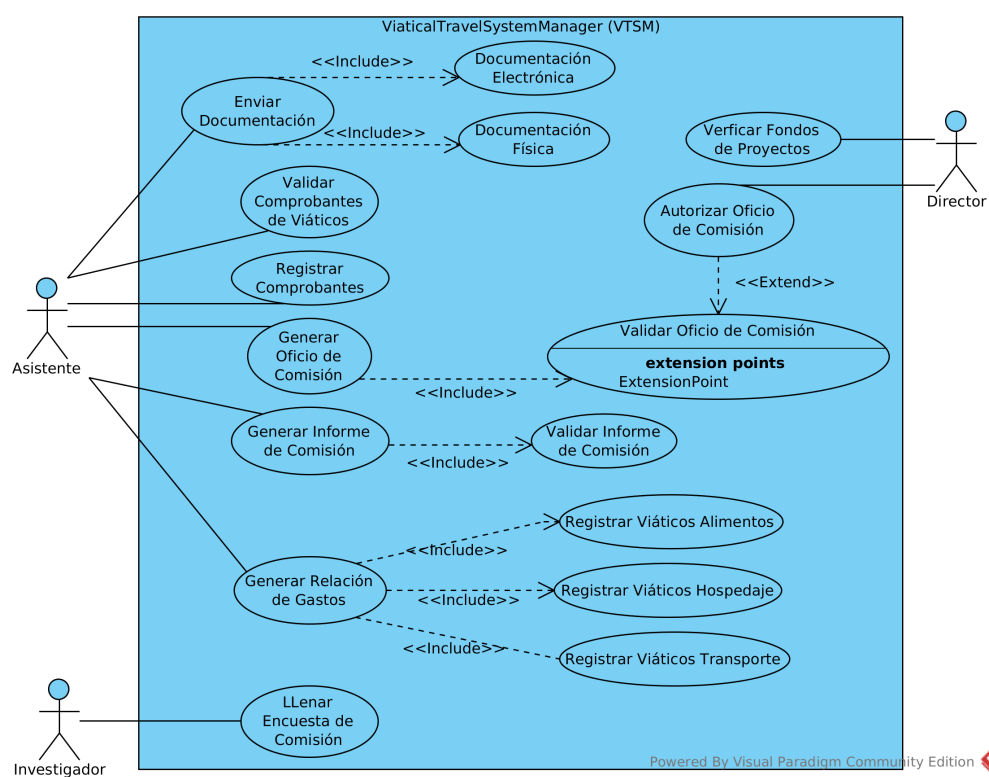 ViaticalTravelSystemManager (VTSM)
<<Include>>
Documentación
Electrónica
Enviar
Documentación
<<Include>>
Documentación
Física
Verficar Fondos
de Proyectos
Director
Validar
Comprobantes
de Viáticos
Autorizar Oficio
de Comisión
Registrar
Comprobantes
<<Extend>>
Asistente
Generar
Oficio de
Comisión
Validar Oficio de Comisión
extension points
ExtensionPoint
<<Include>>
Generar Informe
de Comisión
<<Include>>
Validar Informe
de Comisión
Registrar Viáticos Alimentos
<<Include>>
Generar Relación
de Gastos
<<Include>>
Registrar Viáticos Hospedaje
<<Include>>
Registrar Viáticos Transporte
LLenar
Encuesta de
Comisión
Investigador
Powered By Visual Paradigm Community Edition